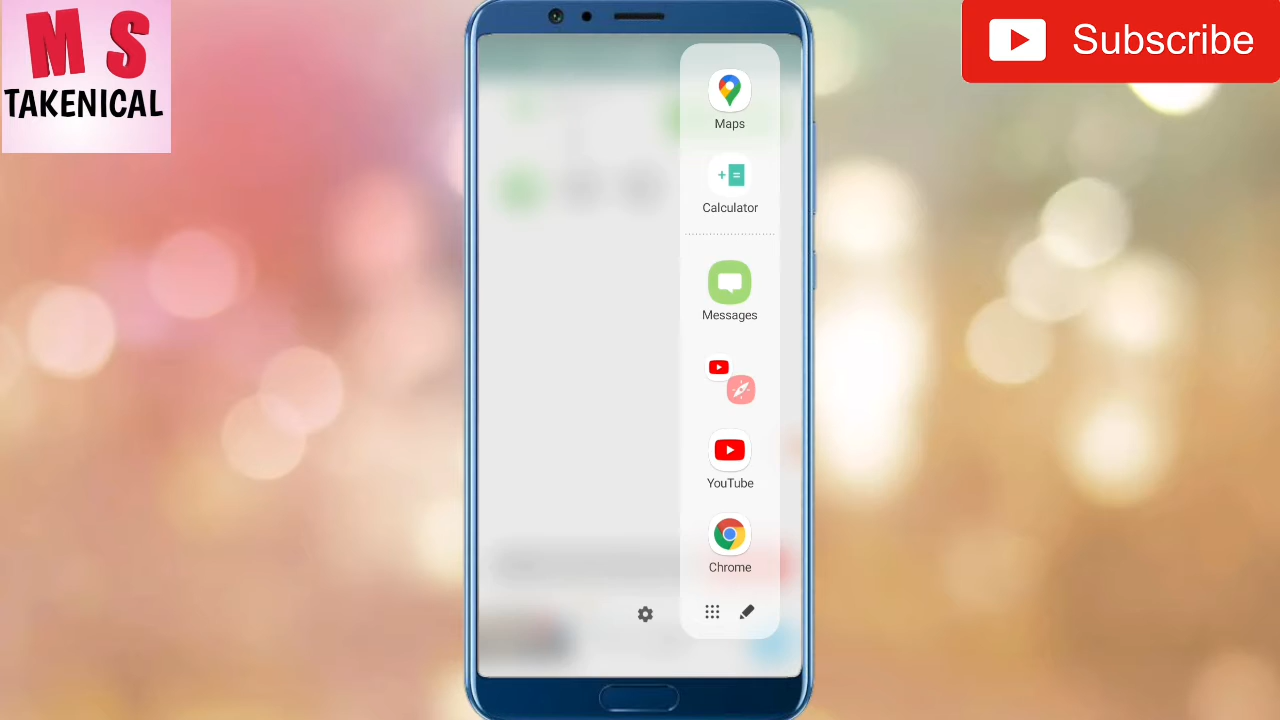 M S
TAKENICAL
Subscribe
Maps
Calculator
Messages
YouTube
Chrome